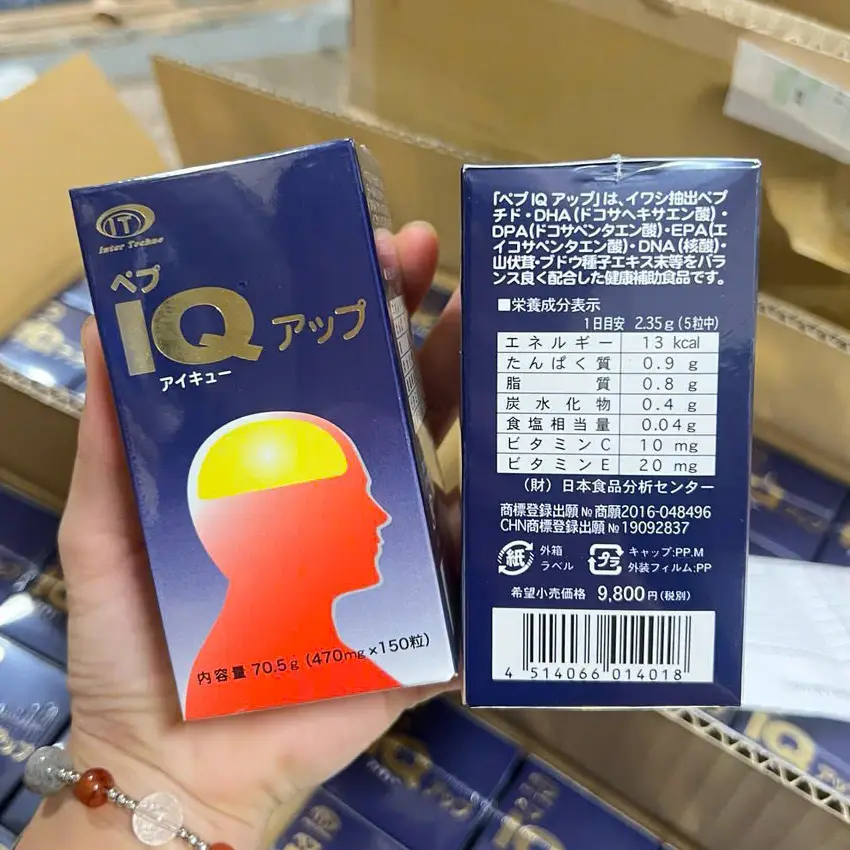 IT
Inter Techno
ペプ
IQ アップ
アイキュー
内容量 70.5g (470mg×150粒)
「ペプIQ アップ」は、イワシ抽出ペプ
チド・DHA(ドコサヘキサエン酸)・
DPA(ドコサペンタエン酸)・EPA(エ
イコサペンタエン酸)・DNA(核酸)・
山伏茸・ブドウ種子エキス末等をバラ
ンス良く配合した健康補助食品です。
■栄養成分表示
1日目安 2.35g(5粒中)
エネルギー 13 kcal
たんぱく質 0.9 g
脂質 0.8 g
炭水化物 0.4 g
食塩相当量 0.04 g
ビタミンC 10 mg
ビタミンE 20 mg
(財)日本食品分析センター
商標登録出願 № 商願2016-048496
CHN商標登録出願 № 19092837
紙 外箱
ラベル
プラ キャップ:PP.M
外装フィルム:PP
希望小売価格 9,800円(税別)
4 514066 014018
IQ アップ